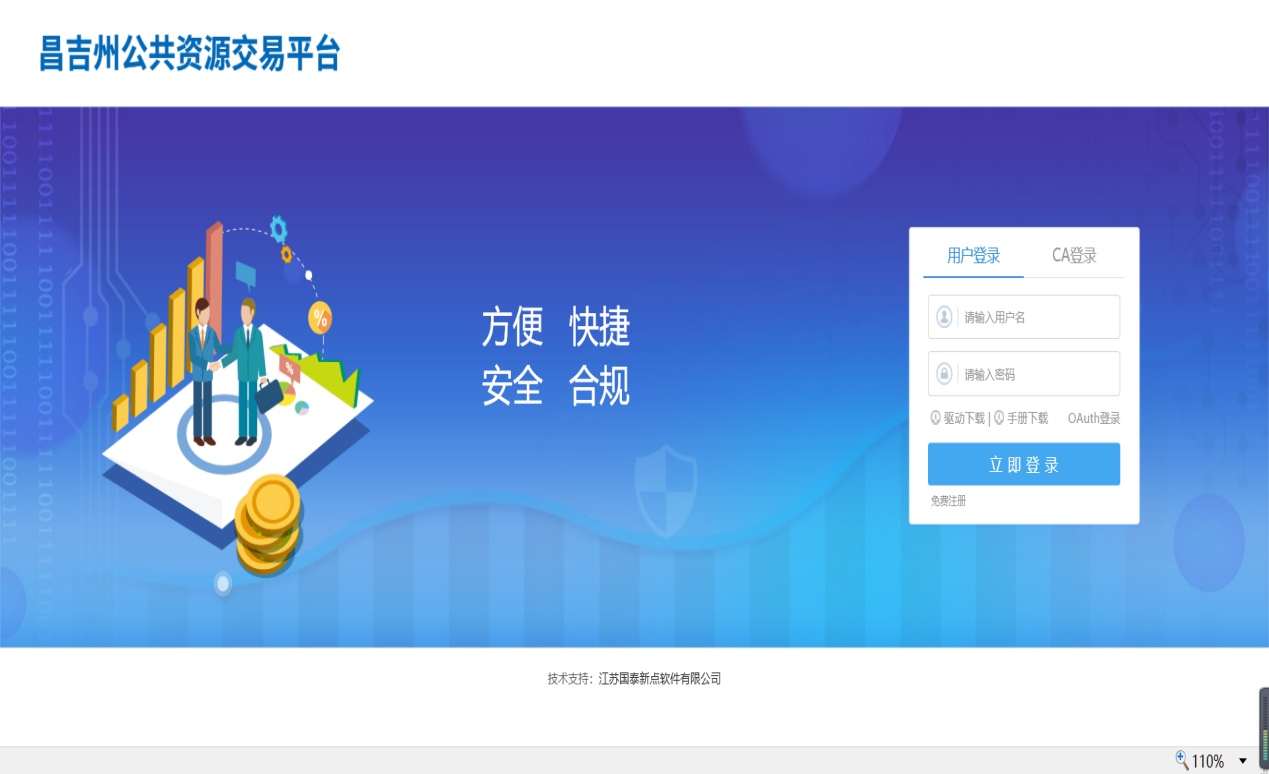 昌吉州公共资源交易平台
方便 快捷
安全 合规
用户登录 CA登录
请输入用户名
请输入密码
驱动下载 | 手册下载 OAuth登录
立即登录
免费注册
%
%
技术支持：江苏国泰新点软件有限公司
110%